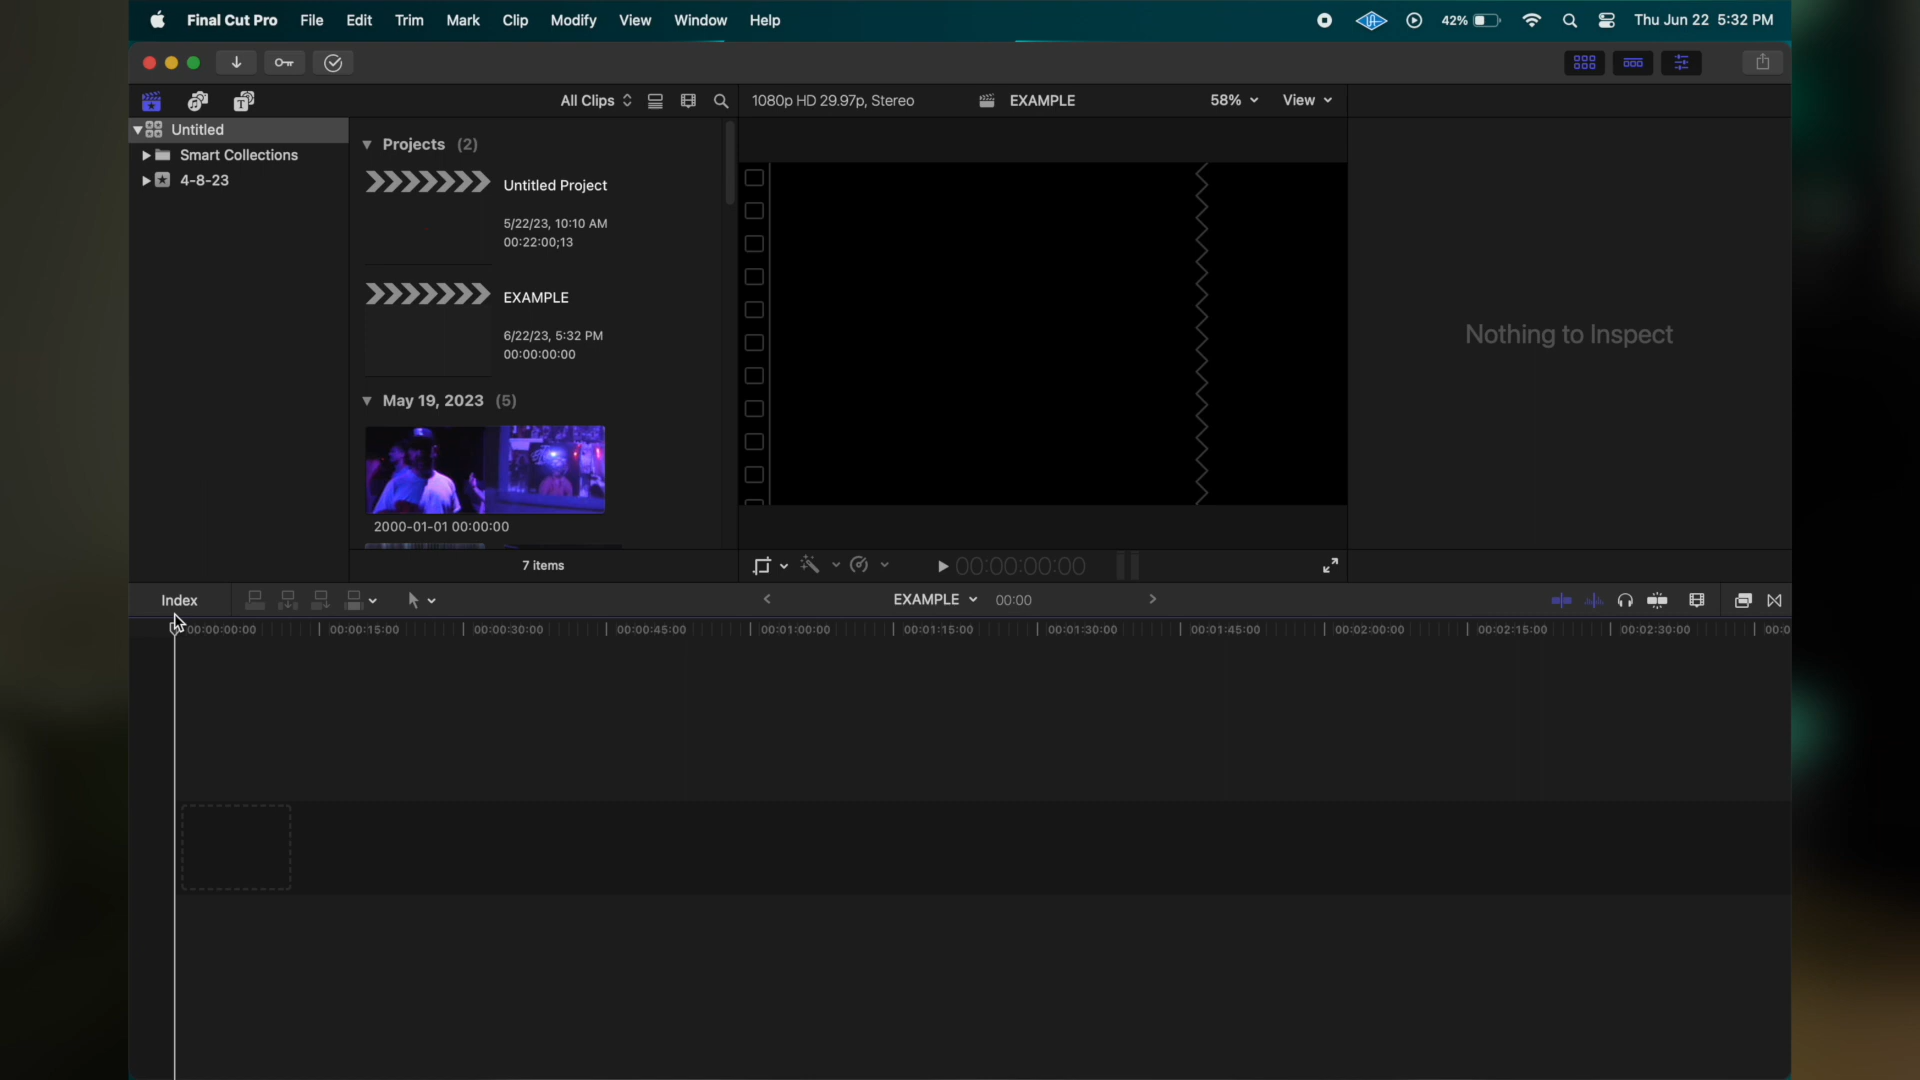 Final Cut Pro File Edit Trim Mark Clip Modify View Window Help 42% Thu Jun 22 5:32 PM
All Clips 1080p HD 29.97p, Stereo EXAMPLE 58% View
Untitled
Smart Collections
4-8-23
Projects (2)
Untitled Project
5/22/23, 10:10 AM
00:22:00;13
EXAMPLE
6/22/23, 5:32 PM
00:00:00:00
May 19, 2023 (5)
2000-01-01 00:00:00
7 items
00:00:00:00
Nothing to Inspect
Index EXAMPLE 00:00
00:00:00:00 00:00:15:00 00:00:30:00 00:00:45:00 00:01:00:00 00:01:15:00 00:01:30:00 00:01:45:00 00:02:00:00 00:02:15:00 00:02:30:00 00:0